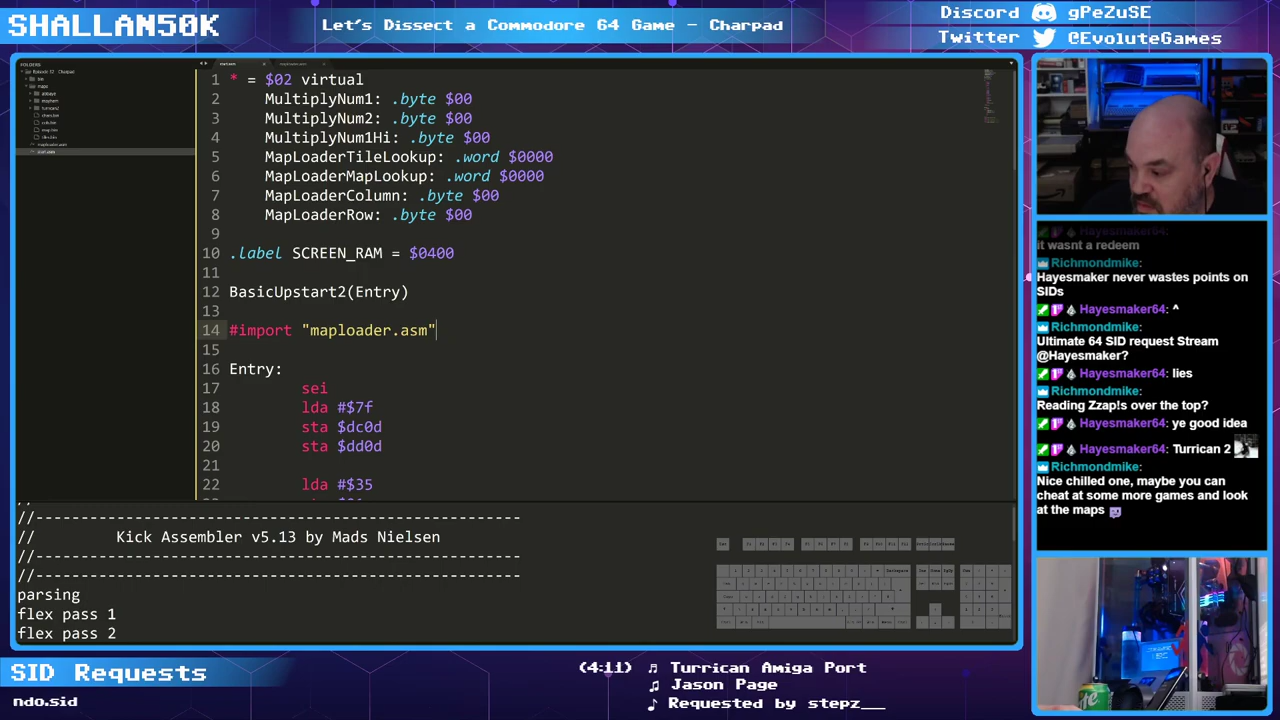 SHALLAN50K
Let's Dissect a Commodore 64 Game - Charpad
Discord gPeZuSE
Twitter @EvoluteGames
FOLDERS
1 * = $02 virtual
2 MultiplyNum1: .byte $00
3 MultiplyNum2: .byte $00
4 MultiplyNum1Hi: .byte $00
5 MapLoaderTileLookup: .word $0000
6 MapLoaderMapLookup: .word $0000
7 MapLoaderColumn: .byte $00
8 MapLoaderRow: .byte $00
9
10 .label SCREEN_RAM = $0400
11
12 BasicUpstart2(Entry)
13
14 #import "maploader.asm"
15
16 Entry:
17 sei
18 lda #$7f
19 sta $dc0d
20 sta $dd0d
21
22 lda #$35
//------------------------------------------------------
// Kick Assembler v5.13 by Mads Nielsen
//------------------------------------------------------
//------------------------------------------------------
parsing
flex pass 1
flex pass 2
it wasnt a redeem
Richmondmike:
Hayesmaker never wastes points on
SIDs
Hayesmaker64: ^
Richmondmike:
Ultimate 64 SID request Stream
@Hayesmaker?
Hayesmaker64: lies
Richmondmike:
Reading Zzap!s over the top?
Hayesmaker64: ye good idea
Hayesmaker64: Turrican 2
Richmondmike:
Nice chilled one, maybe you can
cheat at some more games and look
at the maps
SID Requests
ndo.sid
(4:11) Turrican Amiga Port
Jason Page
Requested by stepz__